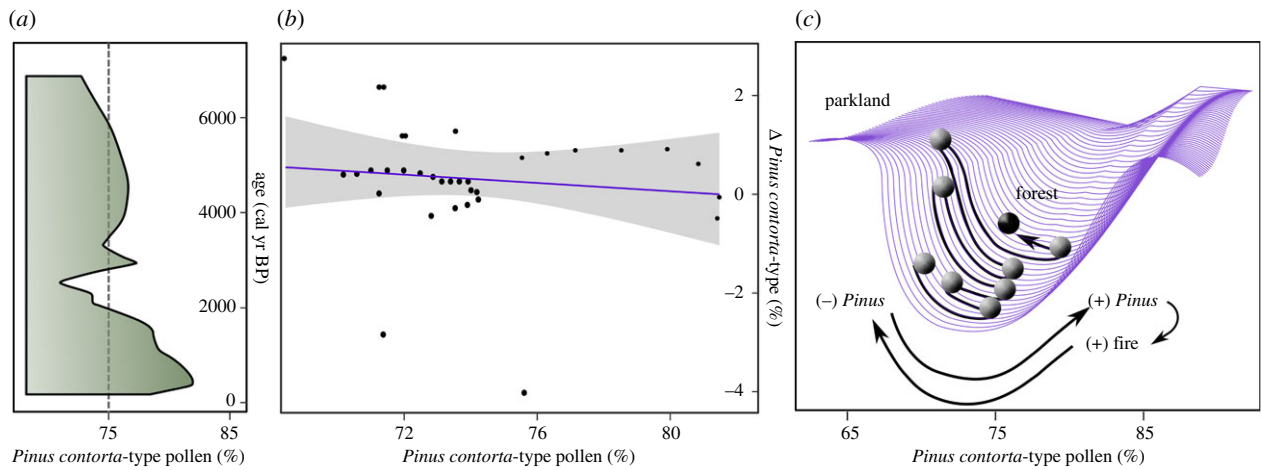 (a)
6000
4000
2000
0
age (cal yr BP)
75
85
Pinus contorta-type pollen (%)
(b)
2
0
−2
−4
Δ Pinus contorta-type (%)
72
76
80
Pinus contorta-type pollen (%)
(c)
parkland
forest
(−) Pinus
(+) Pinus
(+) fire
65
75
85
Pinus contorta-type pollen (%)